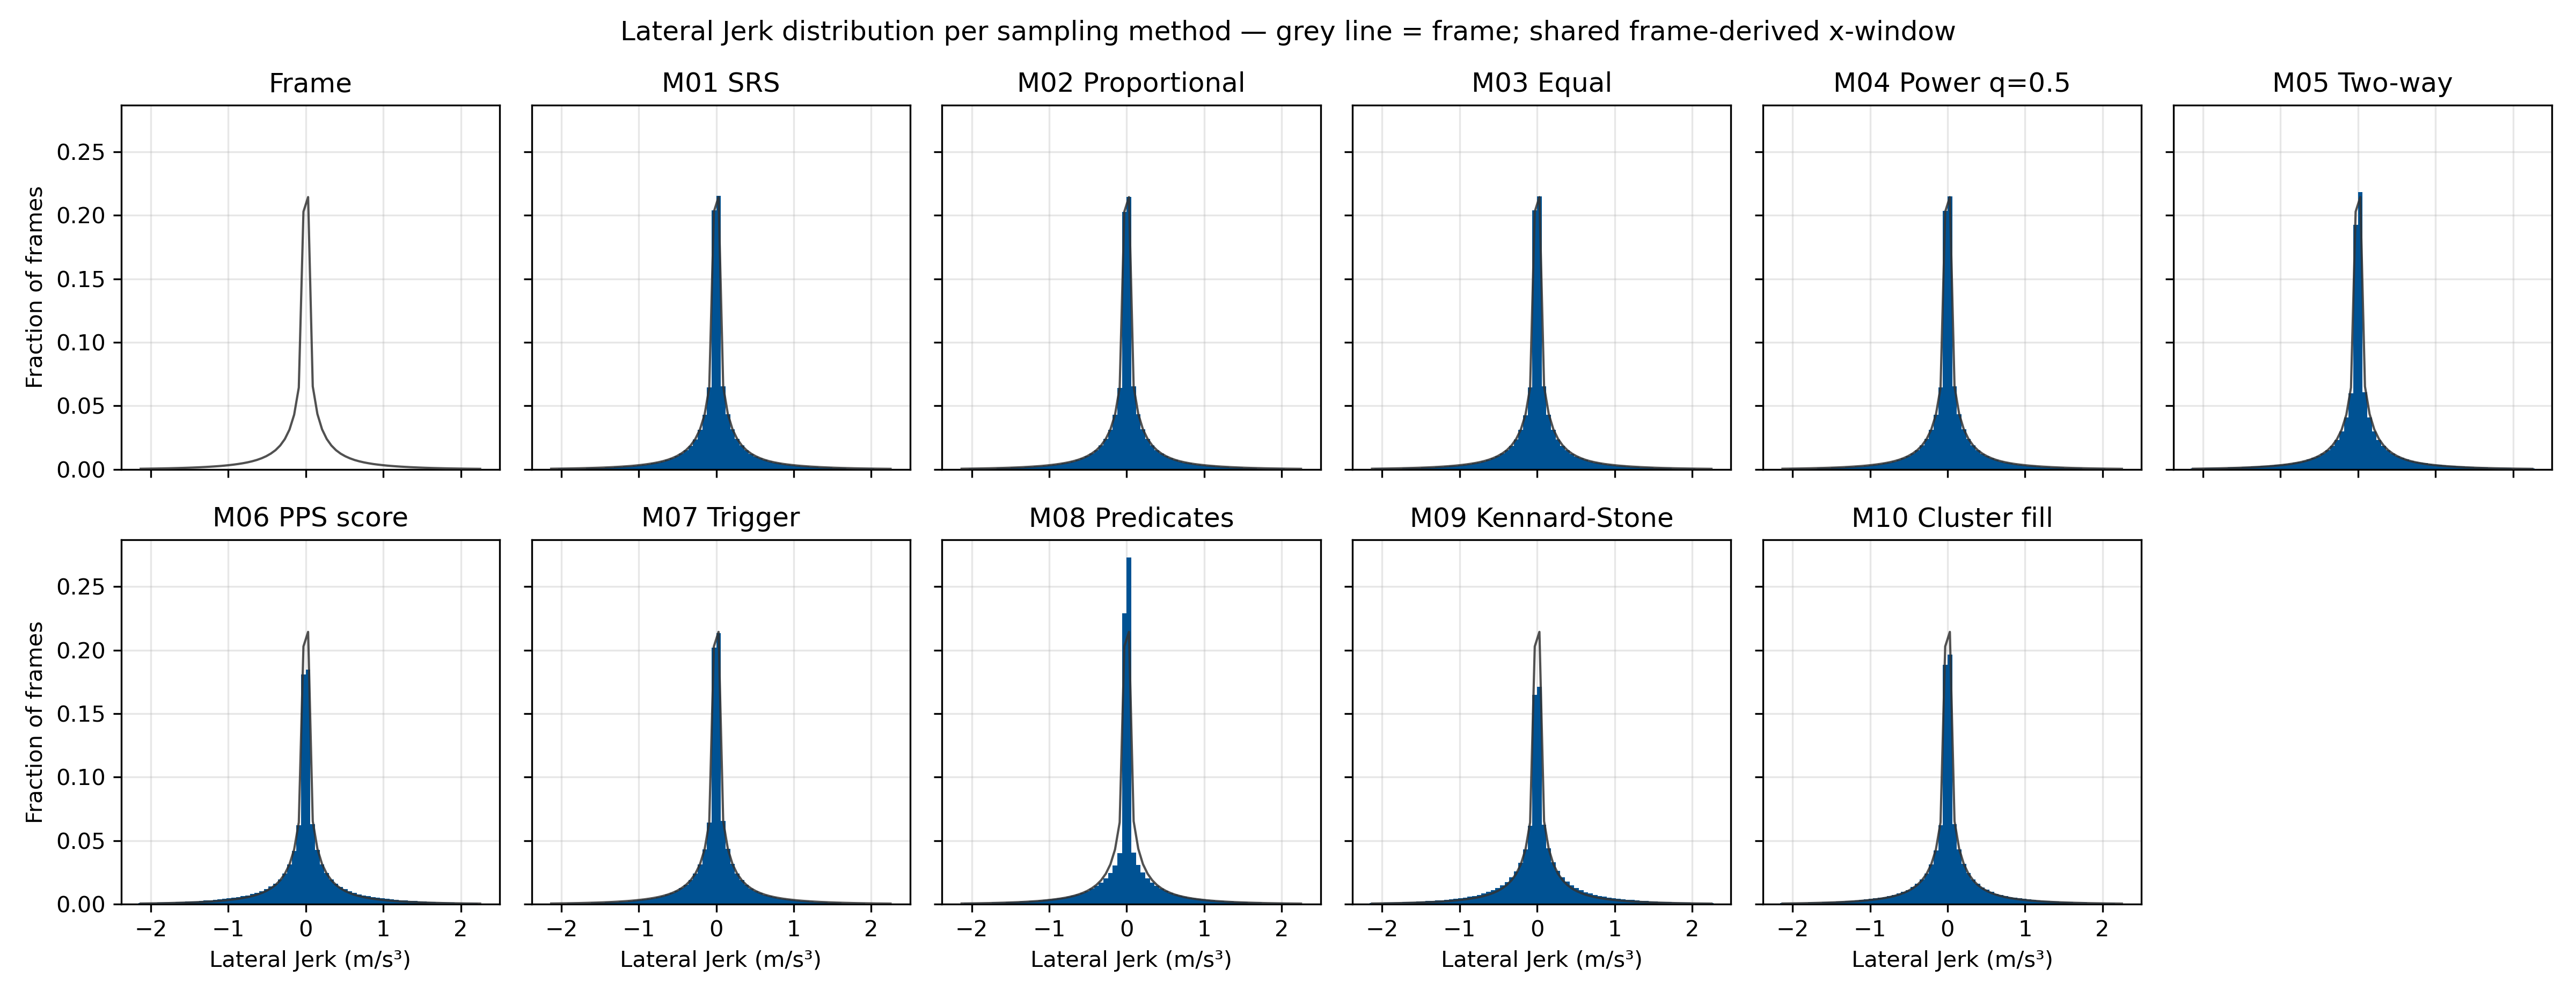 Lateral Jerk distribution per sampling method — grey line = frame; shared frame-derived x-window
Frame
M01 SRS
M02 Proportional
M03 Equal
M04 Power q=0.5
M05 Two-way
Fraction of frames
0.25
0.20
0.15
0.10
0.05
0.00
M06 PPS score
M07 Trigger
M08 Predicates
M09 Kennard-Stone
M10 Cluster fill
Fraction of frames
0.25
0.20
0.15
0.10
0.05
0.00
−2 −1 0 1 2
−2 −1 0 1 2
−2 −1 0 1 2
−2 −1 0 1 2
−2 −1 0 1 2
Lateral Jerk (m/s³)
Lateral Jerk (m/s³)
Lateral Jerk (m/s³)
Lateral Jerk (m/s³)
Lateral Jerk (m/s³)